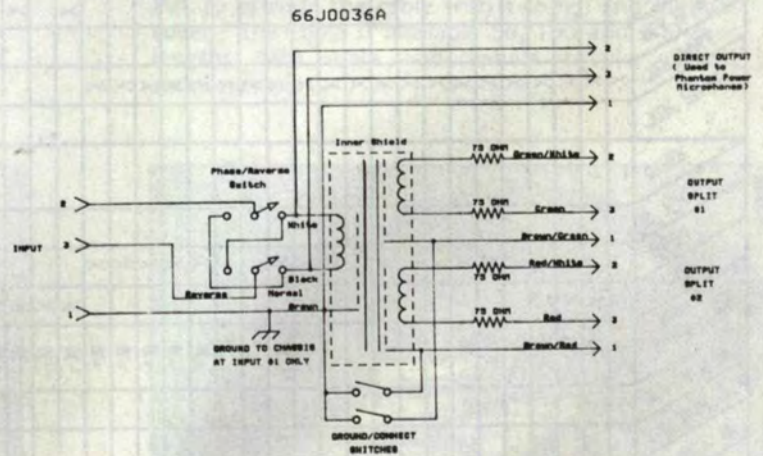 66J0036A
2
3
1
DIRECT OUTPUT
( Used to
Phantom Power
Microphones)
Inner Shield
75 OHM
Green/White
2
Phase/Reverse
Switch
2
White
Green
3
OUTPUT
SPLIT
#1
75 OHM
Brown/Green
1
INPUT
3
Red/White
2
75 OHM
OUTPUT
SPLIT
#2
Black
Reverse
Normal
Brown
75 OHM
Red
3
1
GROUND TO CHASSIS
AT INPUT #1 ONLY
Brown/Red
1
GROUND/CONNECT
SWITCHES